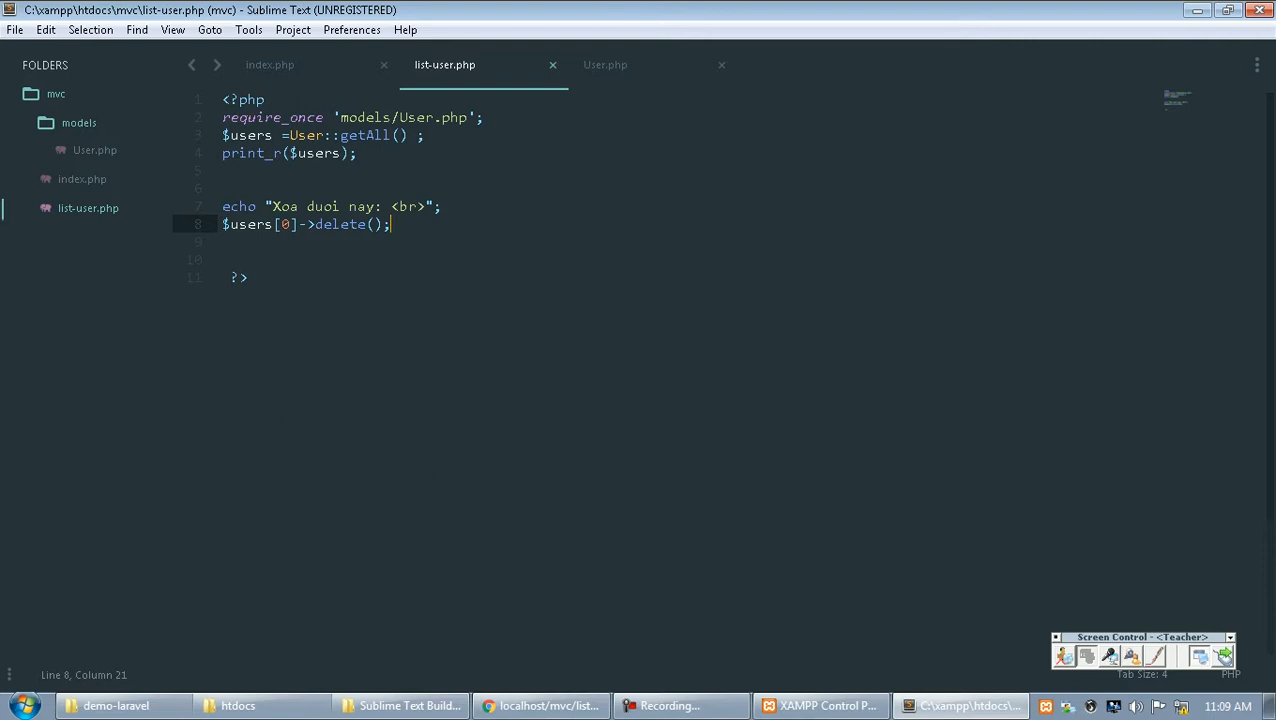 C:\xampp\htdocs\mvc\list-user.php (mvc) - Sublime Text (UNREGISTERED)
File Edit Selection Find View Goto Tools Project Preferences Help
FOLDERS
mvc
models
User.php
index.php
list-user.php
index.php list-user.php User.php
1 <?php
2 require_once 'models/User.php';
3 $users =User::getAll() ;
4 print_r($users);
5
6
7 echo "Xoa duoi nay: <br>";
8 $users[0]->delete();
9
10
11 ?>
Screen Control - <Teacher>
Line 8, Column 21
Tab Size: 4
PHP
demo-laravel
htdocs
Sublime Text Build...
localhost/mvc/list...
Recording...
XAMPP Control P...
C:\xampp\htdocs\...
11:09 AM